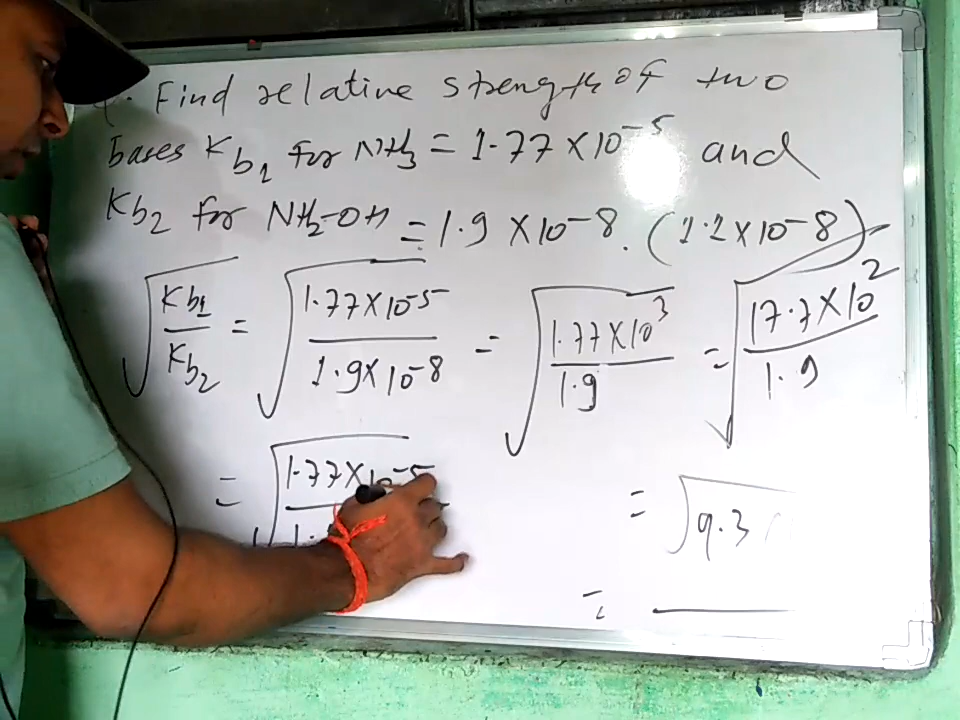 Find relative strength of two
bases Kb1 for NH3 = 1.77 × 10^-5 and
Kb2 for NH2-OH = 1.9 × 10^-8. (1.1 × 10^-8)
√(Kb1/Kb2) = √(1.77 × 10^-5 / 1.9 × 10^-8) = √(1.77 × 10^3 / 1.9) = √(17.7 × 10^2 / 1.9)
= √(1.77 × 10^-5 / 1.
= √9.3
=